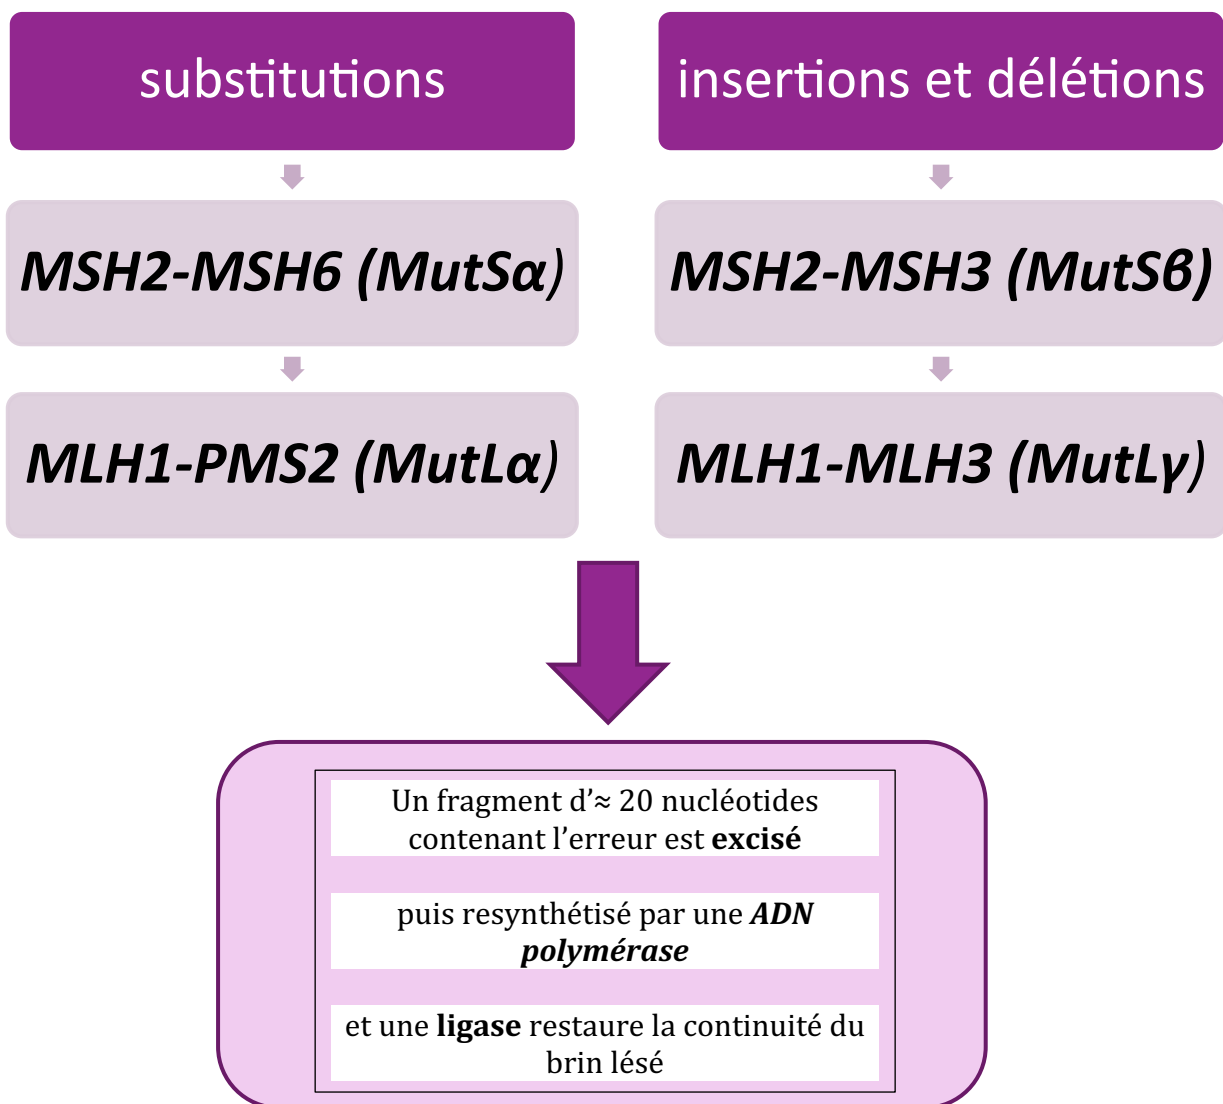 substitutions
insertions et délétions
MSH2-MSH6 (MutSα)
MSH2-MSH3 (MutSβ)
MLH1-PMS2 (MutLα)
MLH1-MLH3 (MutLγ)
Un fragment d’≈ 20 nucléotides
contenant l’erreur est excisé
puis resynthétisé par une ADN
polymérase
et une ligase restaure la continuité du
brin lésé